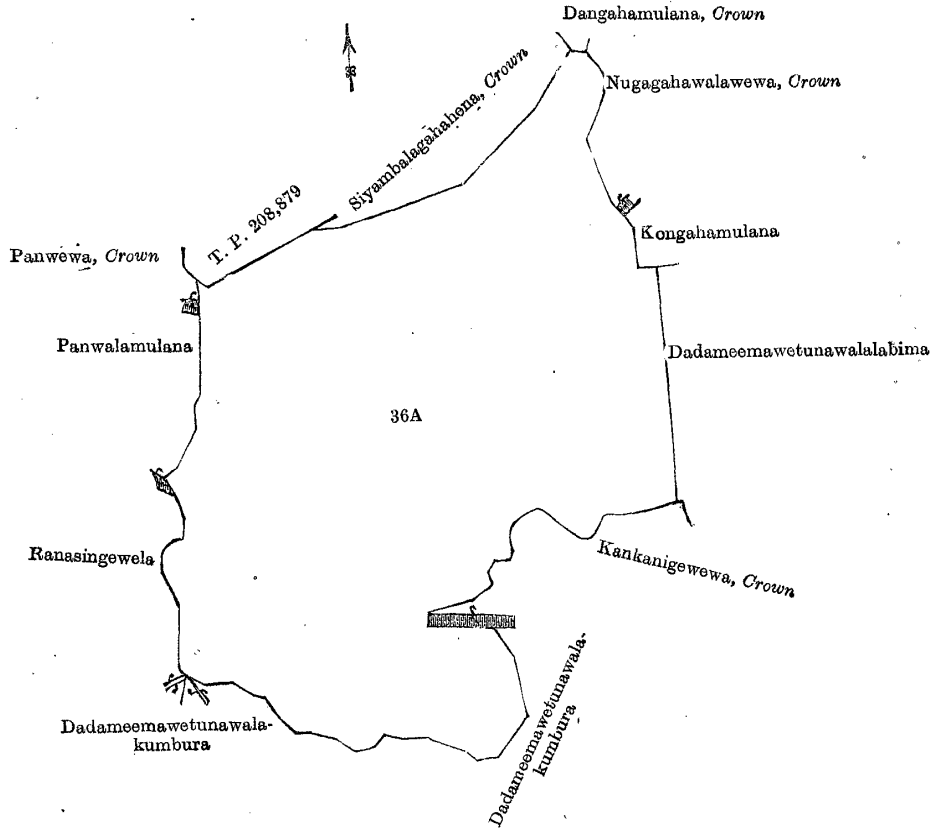 Dangahamulana, Crown
Nugagahawalawewa, Crown
Siyambalagahahena, Crown
T. P. 208,879
Kongahamulana
Panwewa, Crown
Panwalamulana
Dadameemawetunawalalabima
36A
Ranasingewela
Kankanigewewa, Crown
Dadameemawetunawala-
kumbura
Dadameemawetunawala-
kumbura